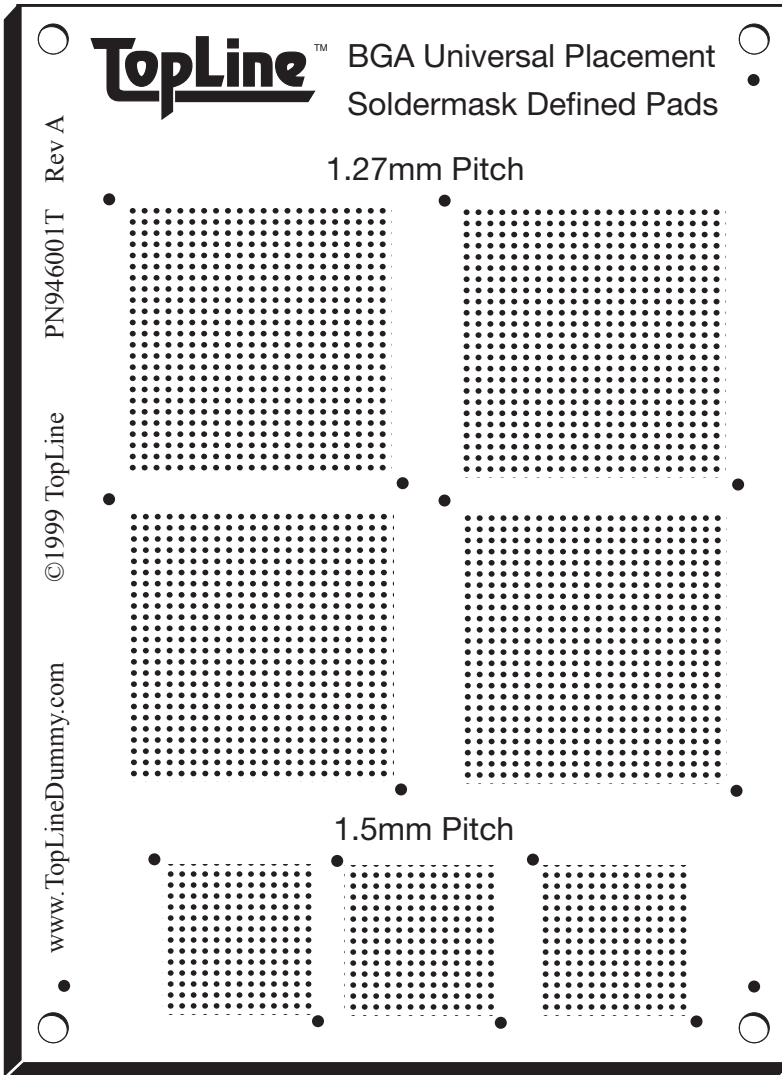 TopLine™
BGA Universal Placement
Soldermask Defined Pads
1.27mm Pitch
1.5mm Pitch
www.TopLineDummy.com ©1999 TopLine PN946001T Rev A